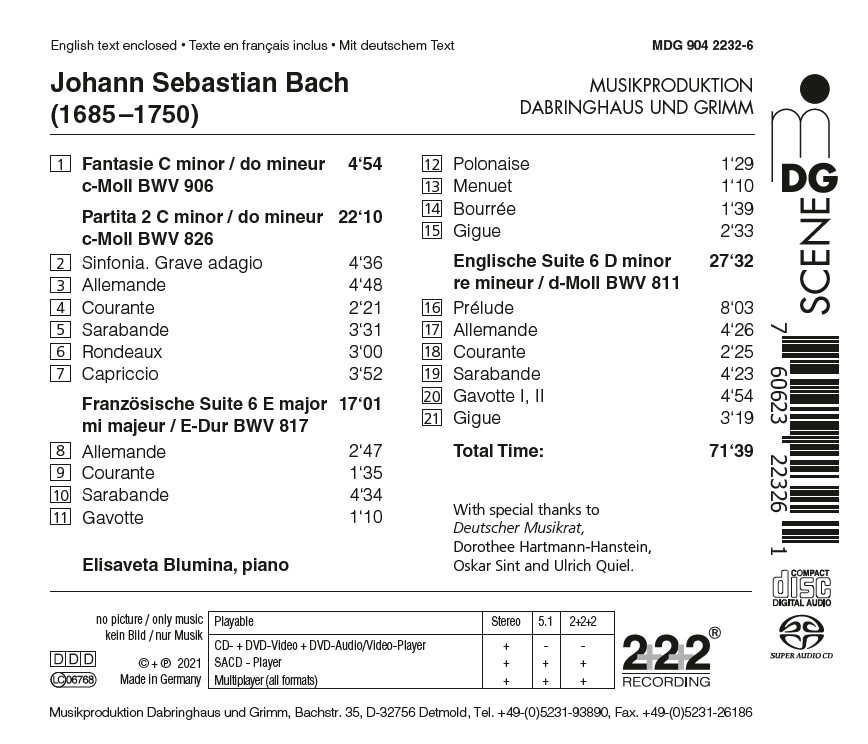 English text enclosed • Texte en français inclus • Mit deutschem Text
MDG 904 2232-6
Johann Sebastian Bach
(1685–1750)
MUSIKPRODUKTION
DABRINGHAUS UND GRIMM
1 Fantasie C minor / do mineur 4‘54
c-Moll BWV 906
Partita 2 C minor / do mineur 22‘10
c-Moll BWV 826
2 Sinfonia. Grave adagio 4‘36
3 Allemande 4‘48
4 Courante 2‘21
5 Sarabande 3‘31
6 Rondeaux 3‘00
7 Capriccio 3‘52
Französische Suite 6 E major 17‘01
mi majeur / E-Dur BWV 817
8 Allemande 2‘47
9 Courante 1‘35
10 Sarabande 4‘34
11 Gavotte 1‘10
Elisaveta Blumina, piano
12 Polonaise 1‘29
13 Menuet 1‘10
14 Bourrée 1‘39
15 Gigue 2‘33
Englische Suite 6 D minor 27‘32
re mineur / d-Moll BWV 811
16 Prélude 8‘03
17 Allemande 4‘26
18 Courante 2‘25
19 Sarabande 4‘23
20 Gavotte I, II 4‘54
21 Gigue 3‘19
Total Time: 71‘39
With special thanks to
Deutscher Musikrat,
Dorothee Hartmann-Hanstein,
Oskar Sint and Ulrich Quiel.
m
DG
SCENE
7 60623 22326 1
COMPACT
disc
DIGITAL AUDIO
SUPER AUDIO CD
no picture / only music
kein Bild / nur Musik
DDD
© + ℗ 2021
LC 06768
Made in Germany
Playable Stereo 5.1 2+2+2
CD- + DVD-Video + DVD-Audio/Video-Player + - -
SACD - Player + + +
Multiplayer (all formats) + + +
2+2+2®
RECORDING
Musikproduktion Dabringhaus und Grimm, Bachstr. 35, D-32756 Detmold, Tel. +49-(0)5231-93890, Fax. +49-(0)5231-26186